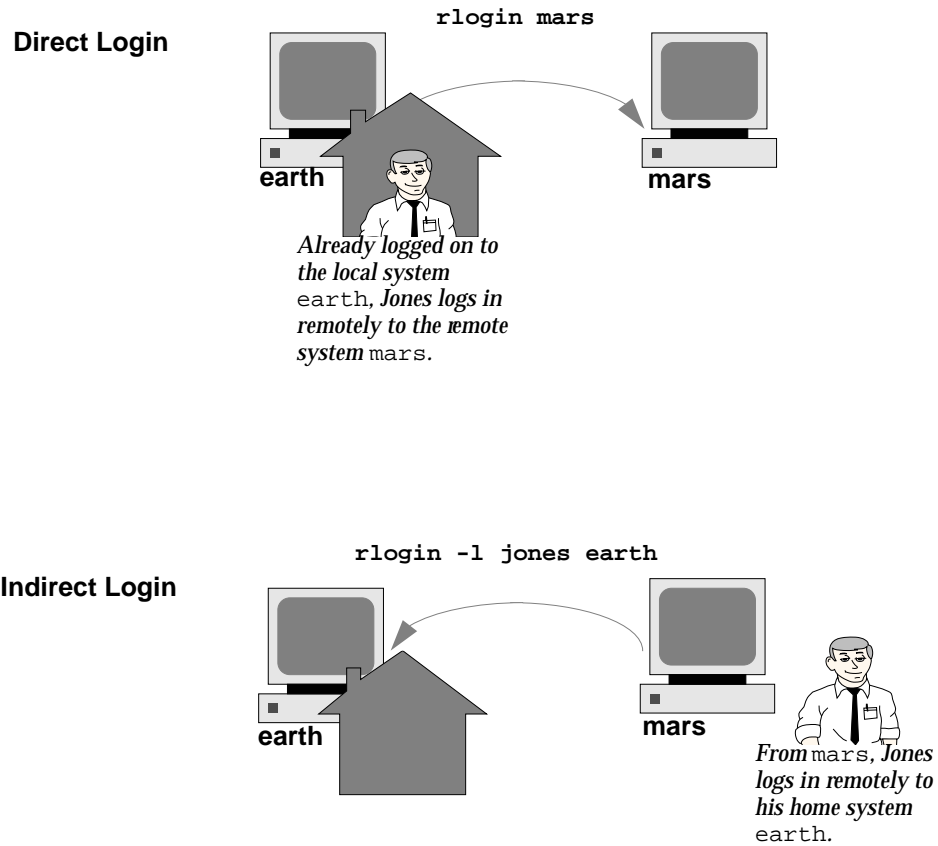 rlogin mars
Direct Login
earth
mars
Already logged on to
the local system
earth, Jones logs in
remotely to the remote
system mars.
rlogin -l jones earth
Indirect Login
earth
mars
From mars, Jones
logs in remotely to
his home system
earth.